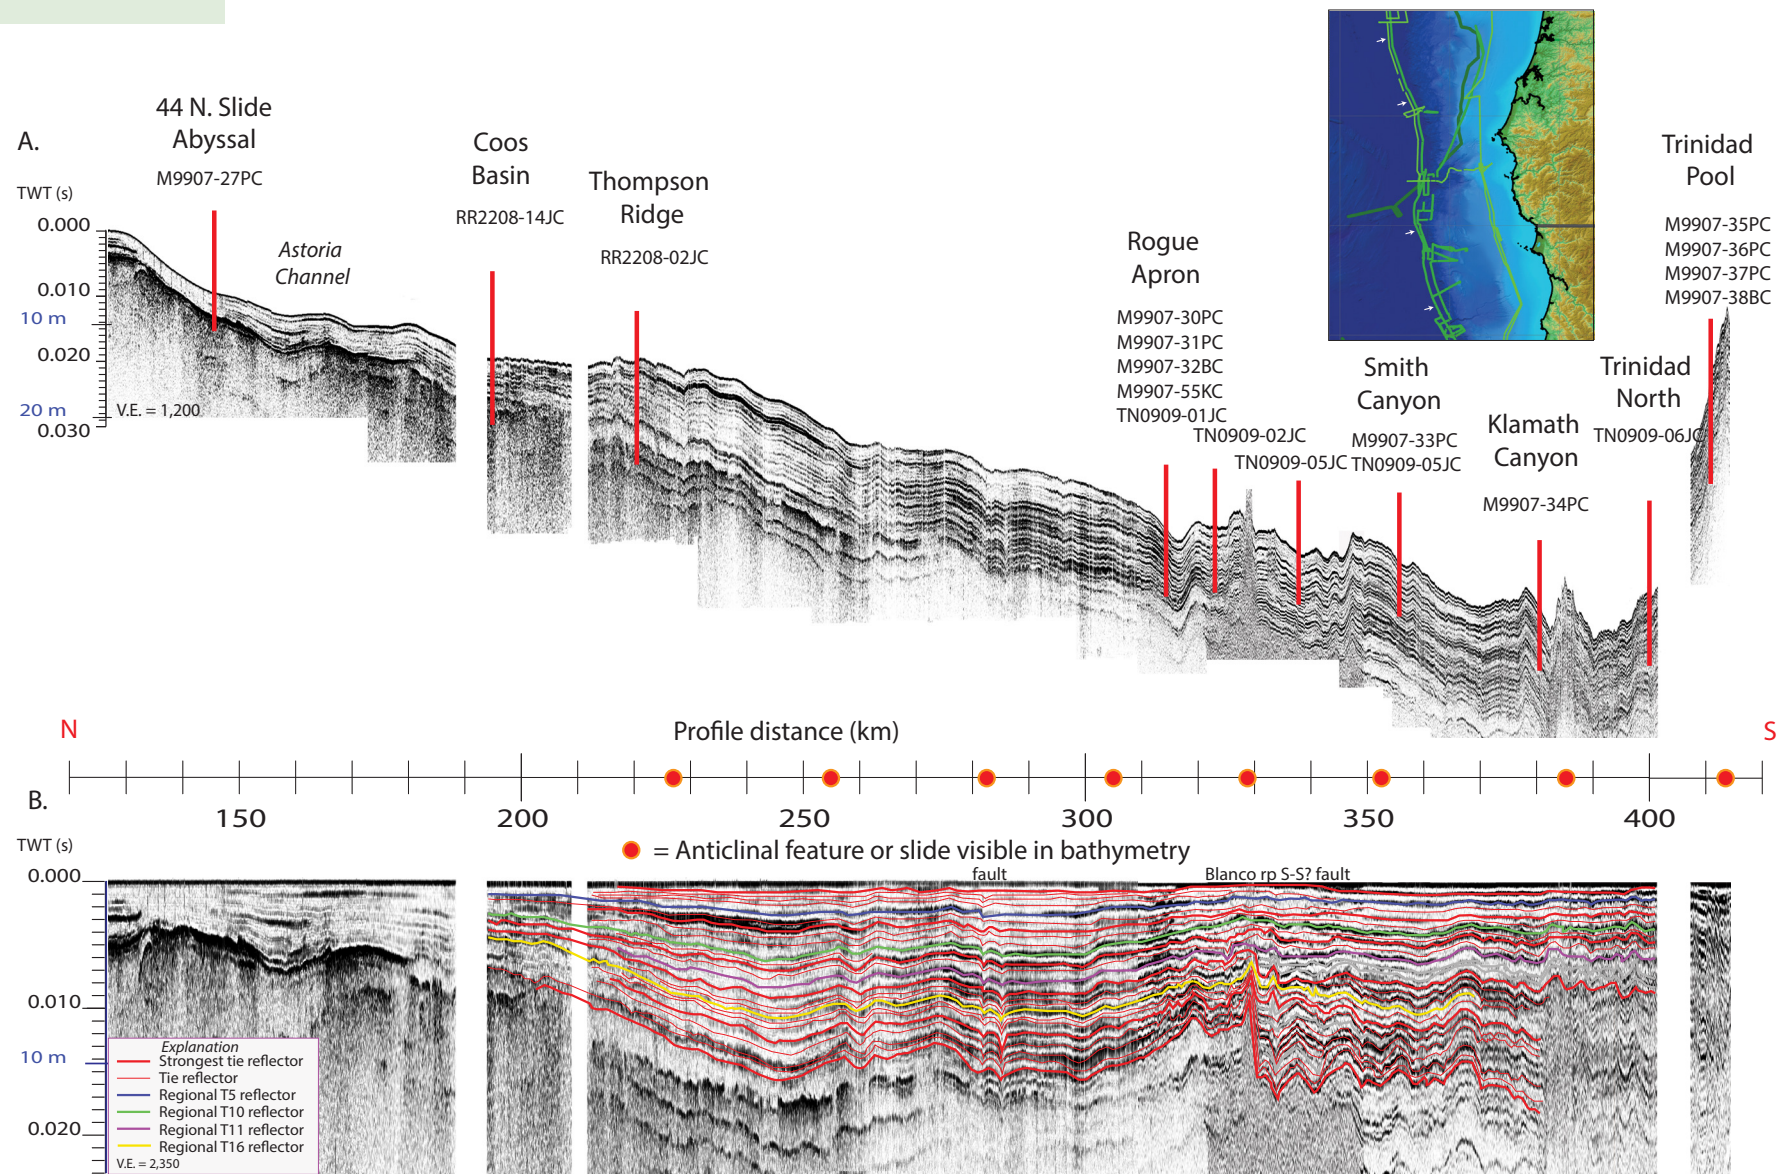 A.
TWT (s)
0.000
0.010
10 m
0.020
20 m
0.030
V.E. = 1,200
44 N. Slide
Abyssal
M9907-27PC
Astoria
Channel
Coos
Basin
RR2208-14JC
Thompson
Ridge
RR2208-02JC
Rogue
Apron
M9907-30PC
M9907-31PC
M9907-32BC
M9907-55KC
TN0909-01JC
TN0909-02JC
TN0909-05JC
Smith
Canyon
M9907-33PC
TN0909-05JC
Klamath
Canyon
M9907-34PC
Trinidad
North
TN0909-06JC
Trinidad
Pool
M9907-35PC
M9907-36PC
M9907-37PC
M9907-38BC
N
Profile distance (km)
S
150
200
250
300
350
400
= Anticlinal feature or slide visible in bathymetry
B.
TWT (s)
0.000
0.010
10 m
0.020
fault
Blanco rp S-S? fault
Explanation
Strongest tie reflector
Tie reflector
Regional T5 reflector
Regional T10 reflector
Regional T11 reflector
Regional T16 reflector
V.E. = 2,350